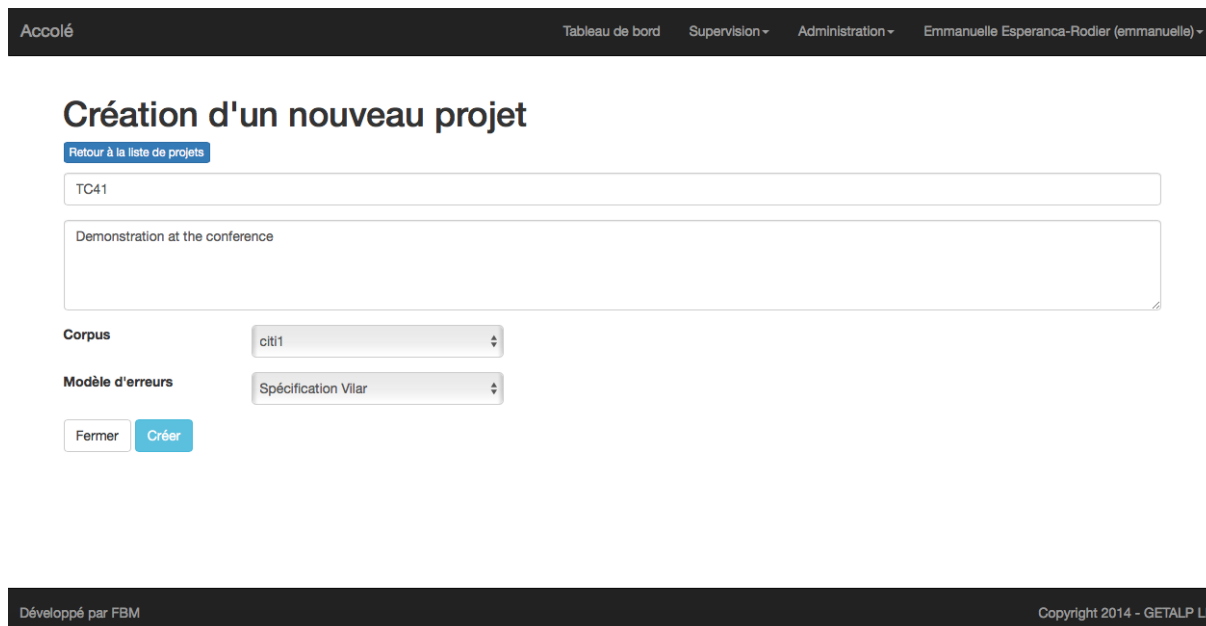 Accolé Tableau de bord Supervision Administration Emmanuelle Esperanca-Rodier (emmanuelle)
Création d'un nouveau projet
Retour à la liste de projets
TC41
Demonstration at the conference
Corpus citi1
Modèle d'erreurs Spécification Vilar
Fermer Créer
Développé par FBM Copyright 2014 - GETALP